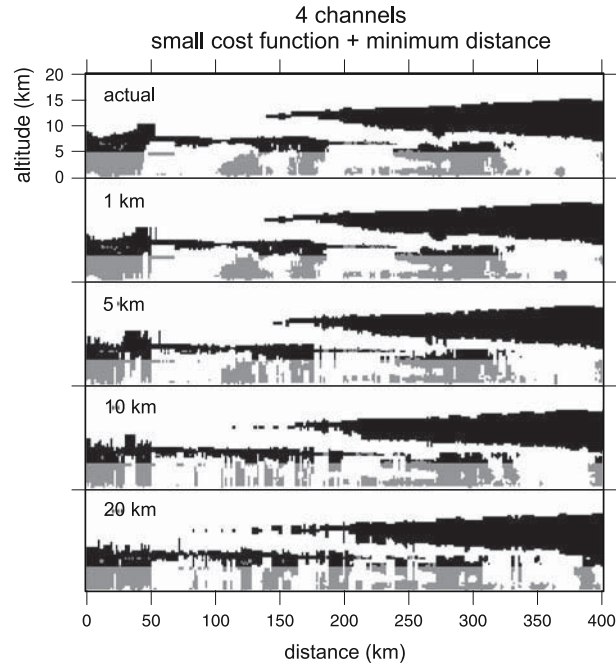 4 channels
small cost function + minimum distance
altitude (km)
20
15
10
5
0
actual
1 km
5 km
10 km
20 km
0 50 100 150 200 250 300 350 400
distance (km)